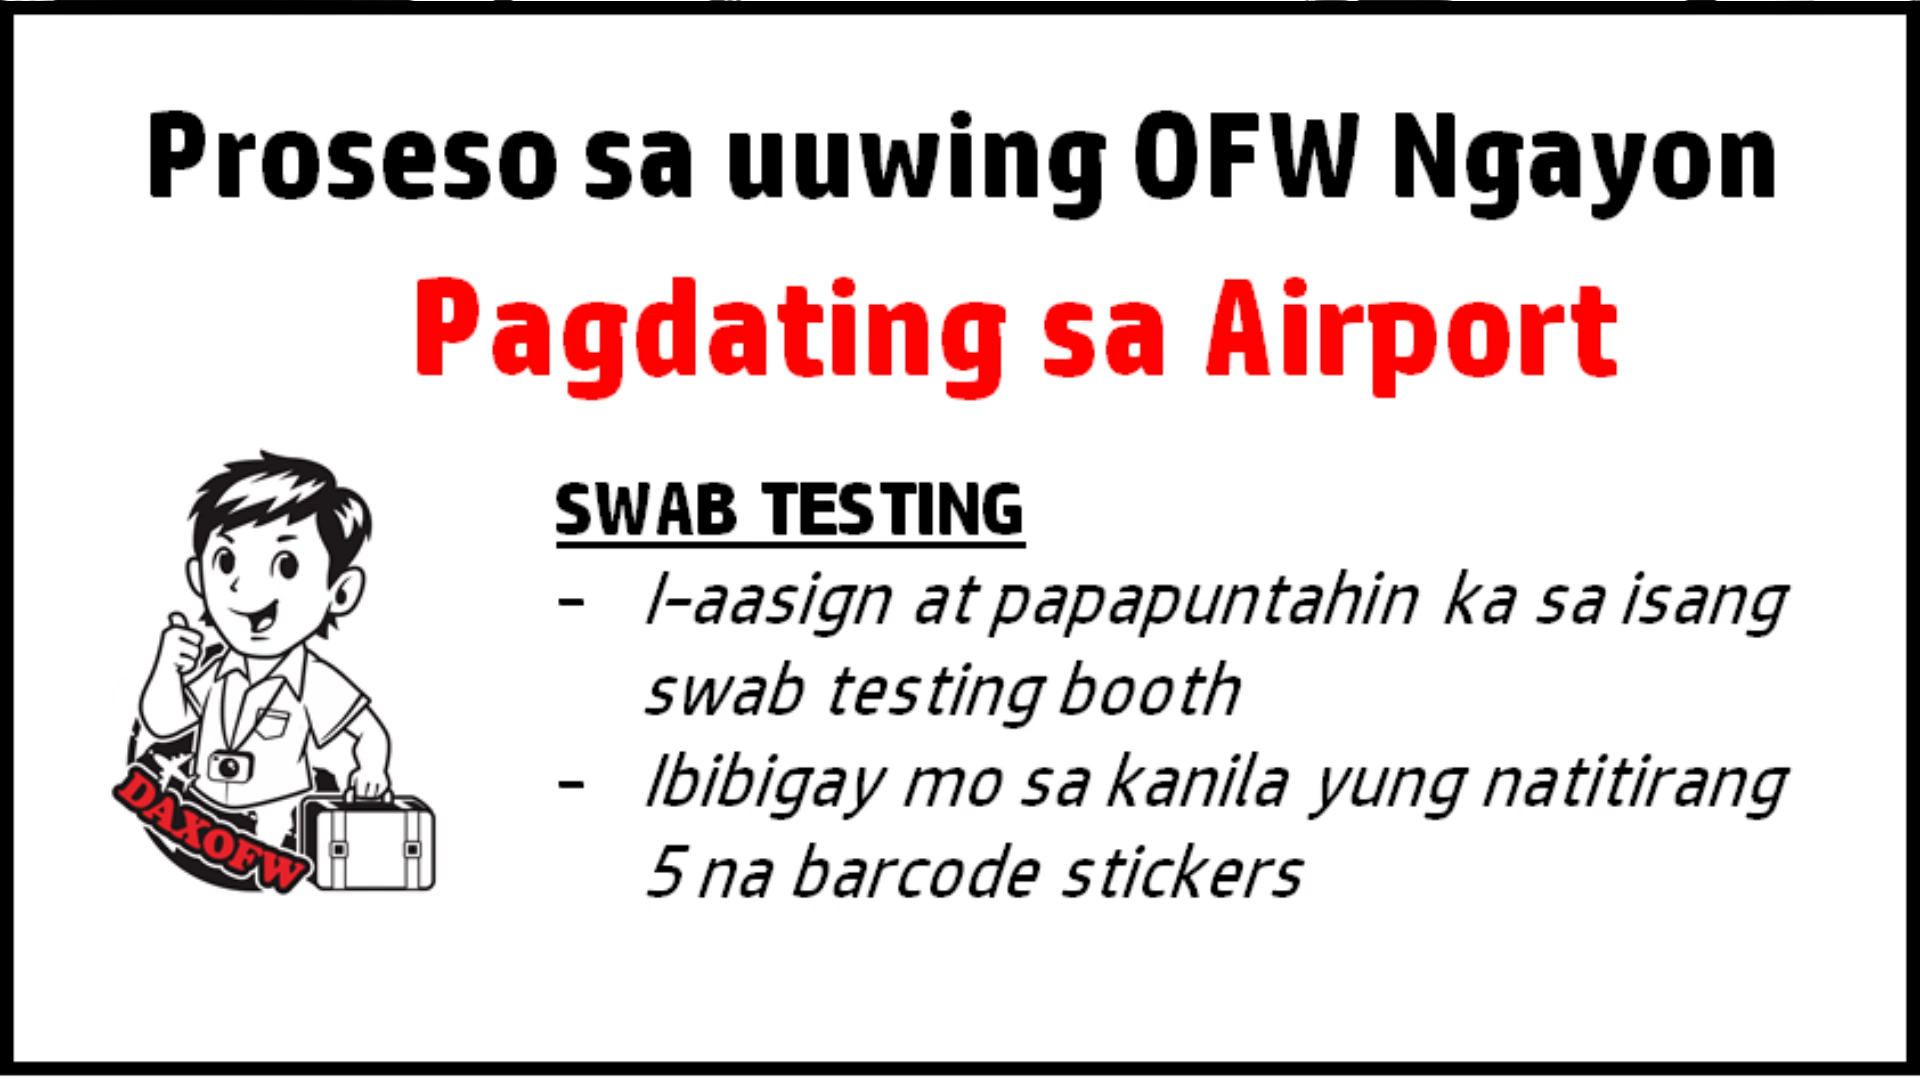 Proseso sa uuwing OFW Ngayon
Pagdating sa Airport
SWAB TESTING
- I-aasign at papapuntahin ka sa isang
swab testing booth
- Ibibigay mo sa kanila yung natitirang
5 na barcode stickers
DAXOFW